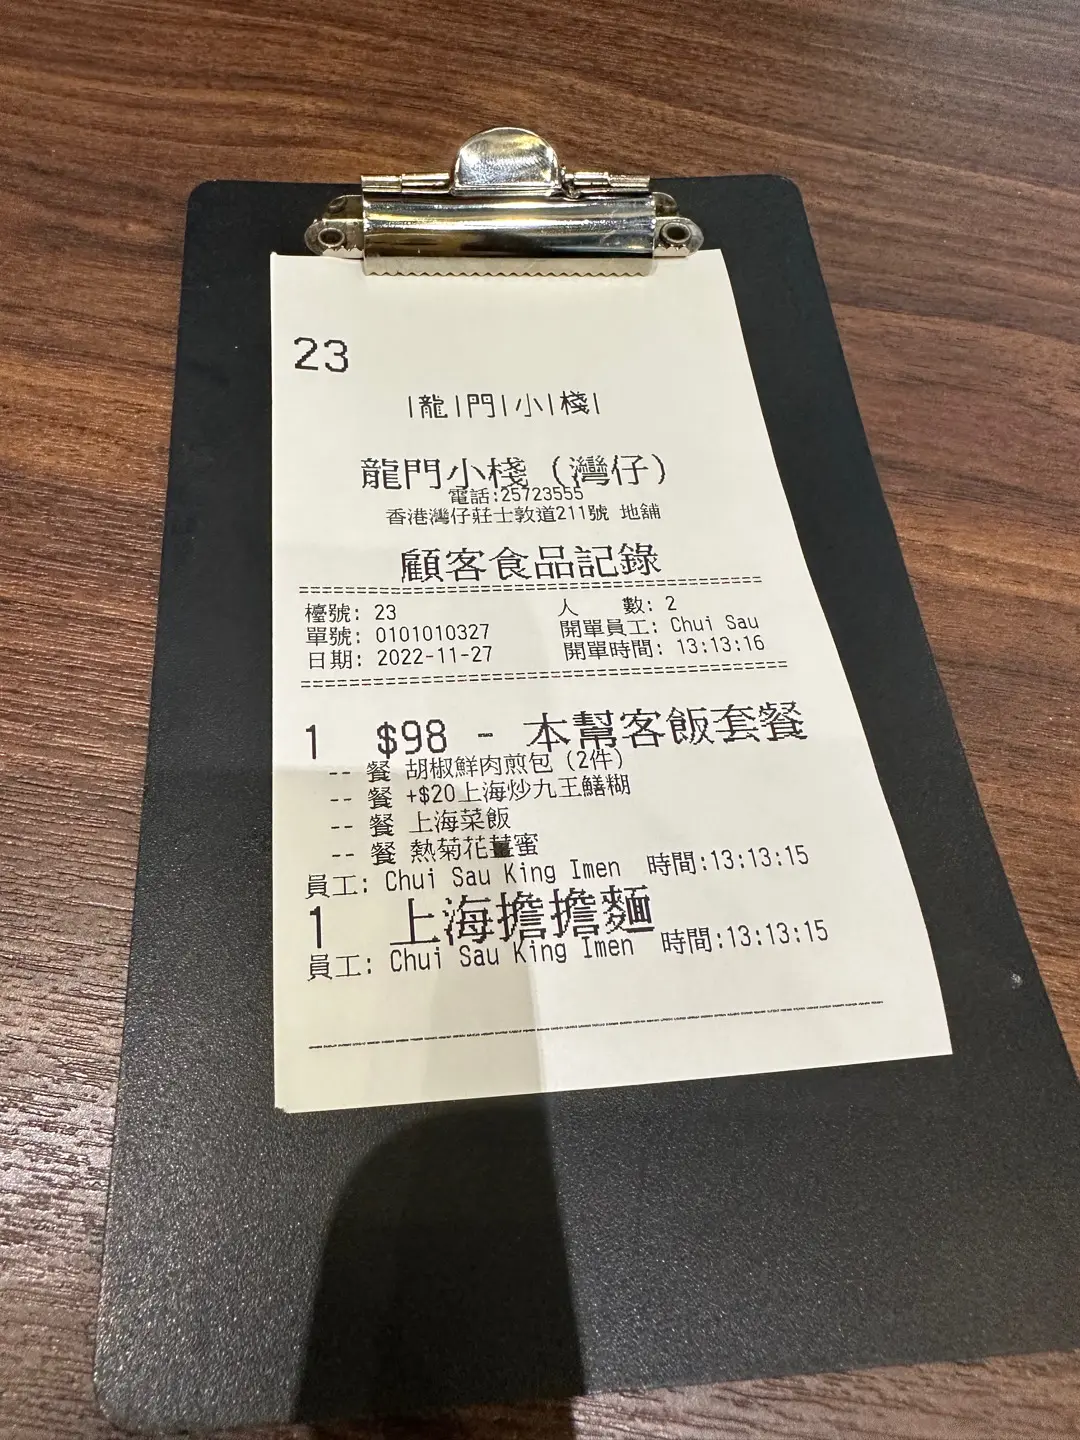 23
|龍|門|小|棧|
龍門小棧（灣仔）
電話:25723555
香港灣仔莊士敦道211號 地舖
顧客食品記錄
檯號: 23 人 數: 2
單號: 0101010327 開單員工: Chui Sau
日期: 2022-11-27 開單時間: 13:13:16
1 $98 - 本幫客飯套餐
-- 餐 胡椒鮮肉煎包（2件）
-- 餐 +$20上海炒九王鱔糊
-- 餐 上海菜飯
-- 餐 熱菊花薑蜜
員工: Chui Sau King Imen 時間:13:13:15
1 上海擔擔麵
員工: Chui Sau King Imen 時間:13:13:15